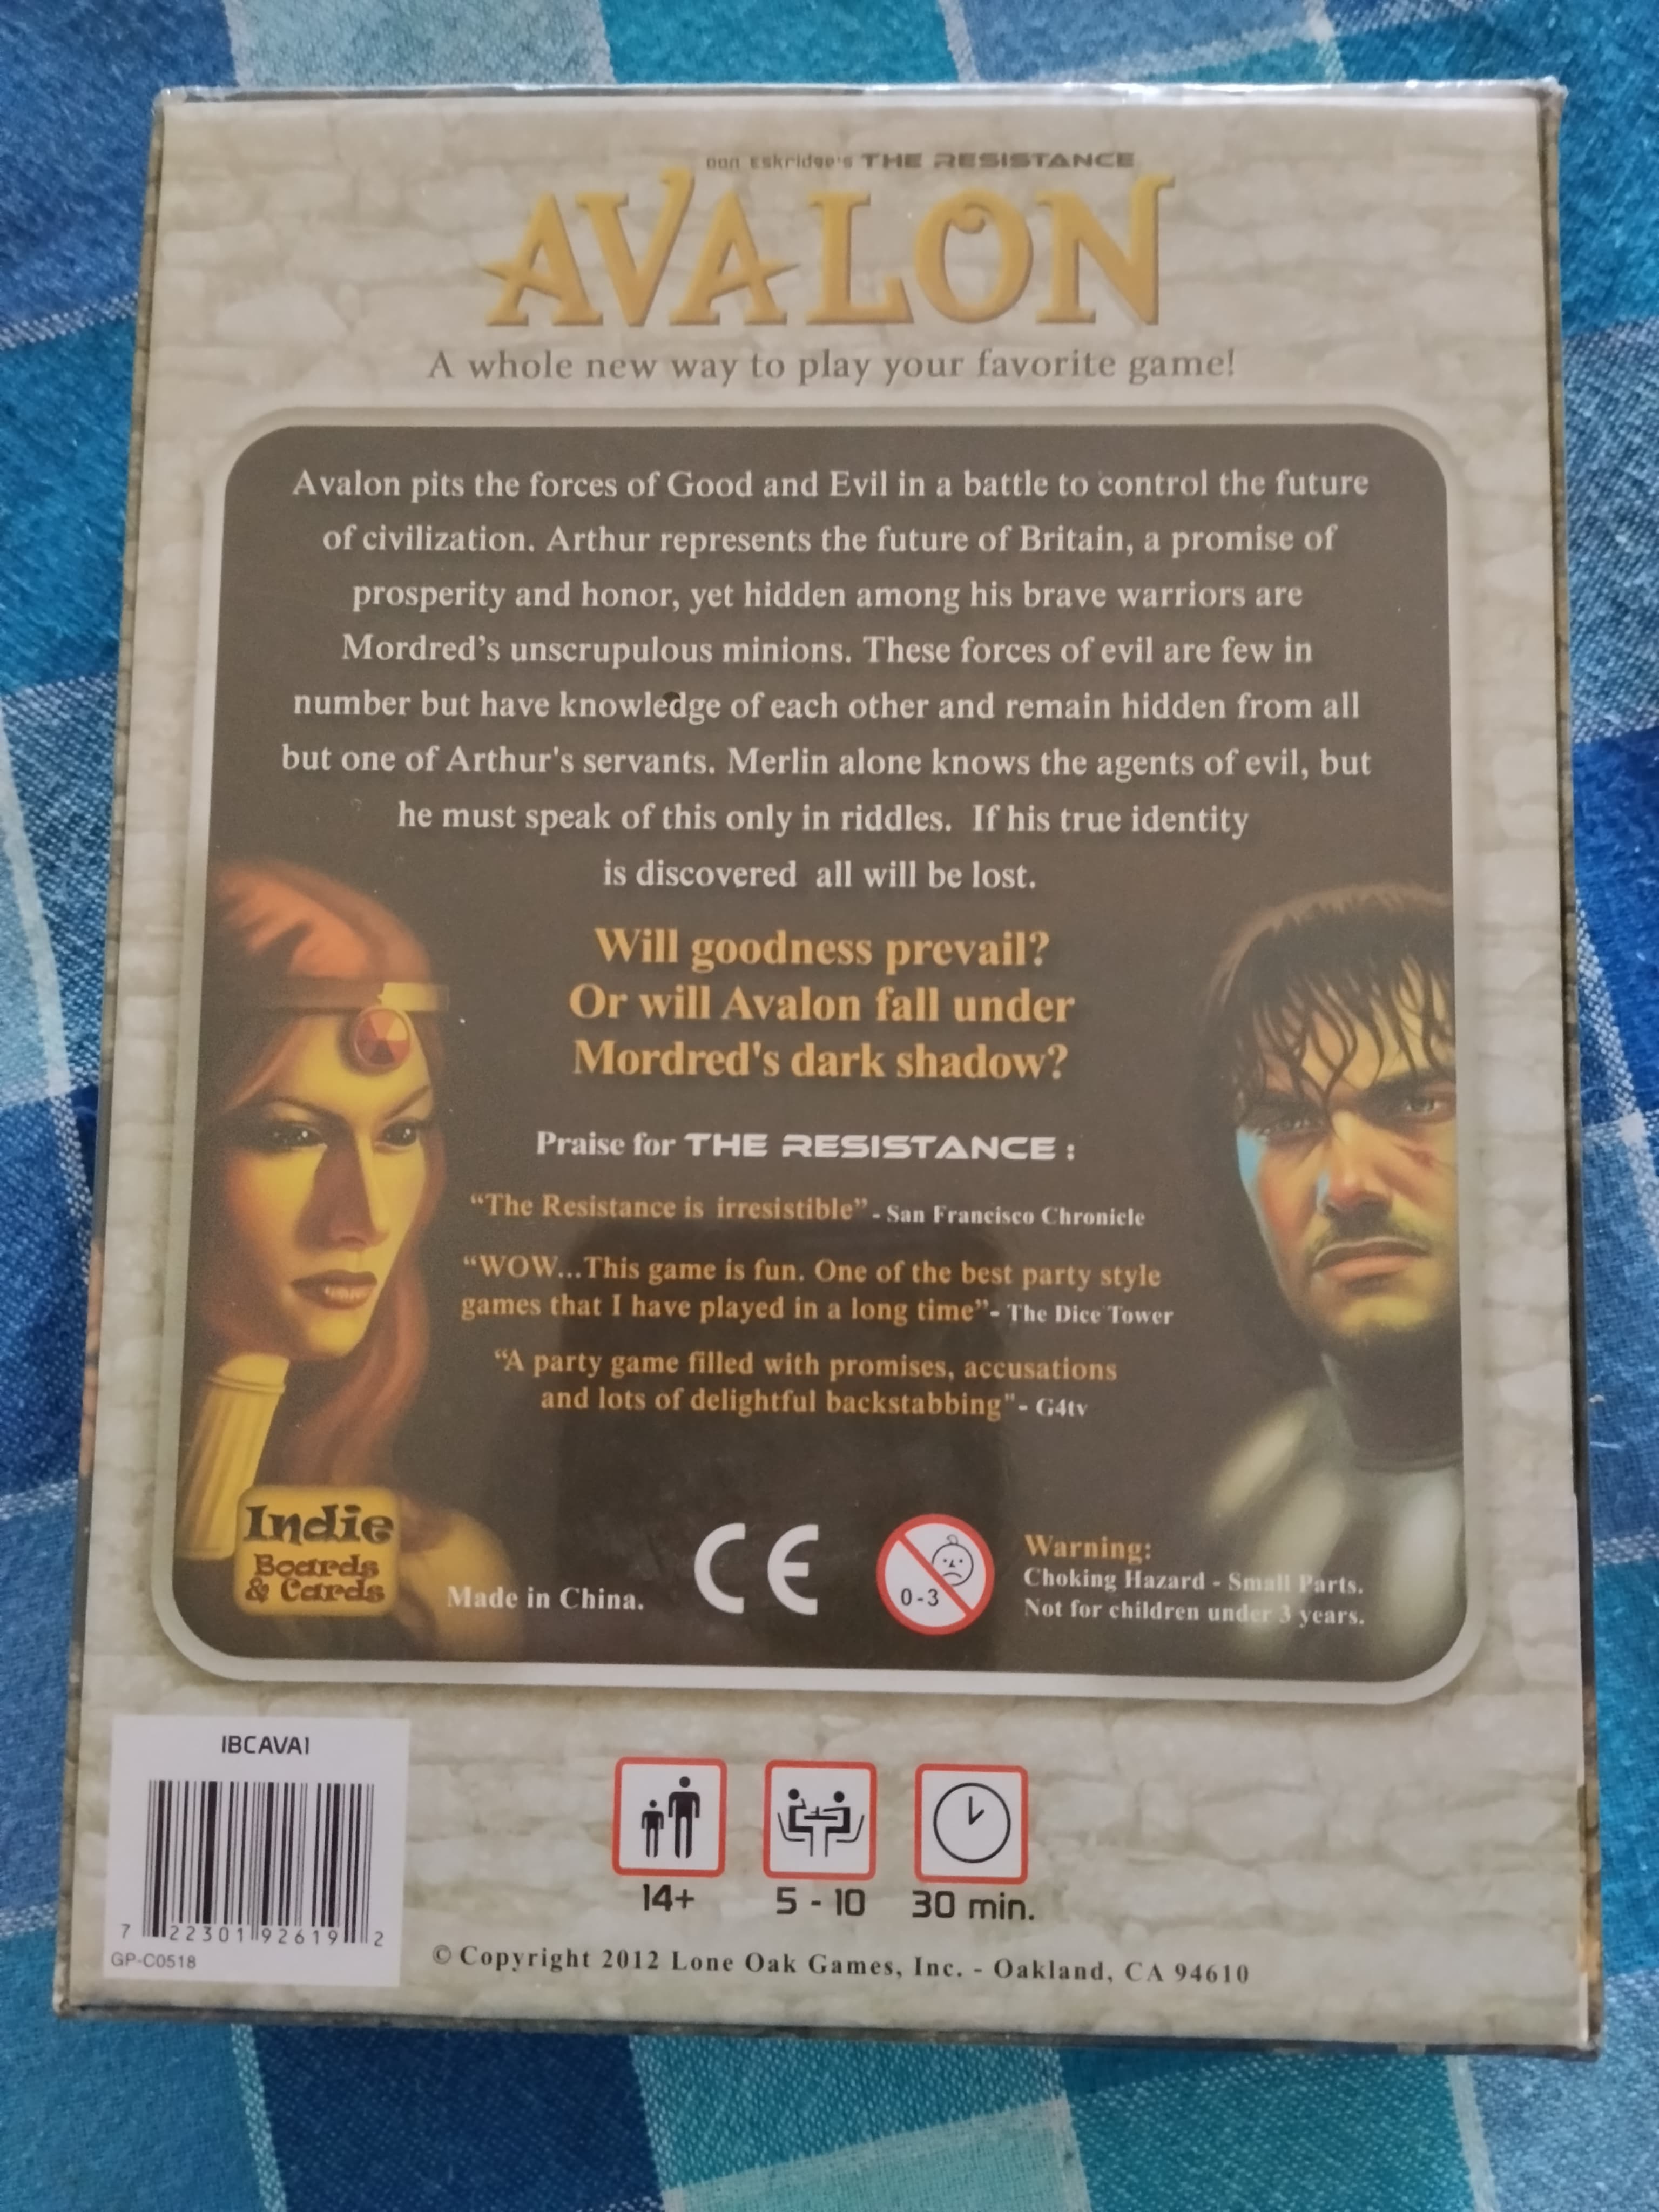 Don Eskridge's THE RESISTANCE
AVALON
A whole new way to play your favorite game!
Avalon pits the forces of Good and Evil in a battle to control the future
of civilization. Arthur represents the future of Britain, a promise of
prosperity and honor, yet hidden among his brave warriors are
Mordred’s unscrupulous minions. These forces of evil are few in
number but have knowledge of each other and remain hidden from all
but one of Arthur's servants. Merlin alone knows the agents of evil, but
he must speak of this only in riddles. If his true identity
is discovered all will be lost.
Will goodness prevail?
Or will Avalon fall under
Mordred's dark shadow?
Praise for THE RESISTANCE :
“The Resistance is irresistible” - San Francisco Chronicle
“WOW...This game is fun. One of the best party style
games that I have played in a long time”- The Dice Tower
“A party game filled with promises, accusations
and lots of delightful backstabbing"- G4tv
Indie
Boards
& Cards
Made in China.
CE
0-3
Warning:
Choking Hazard - Small Parts.
Not for children under 3 years.
IBCAVA1
7 22301 92619 2
GP-C0518
14+
5 - 10
30 min.
© Copyright 2012 Lone Oak Games, Inc. - Oakland, CA 94610